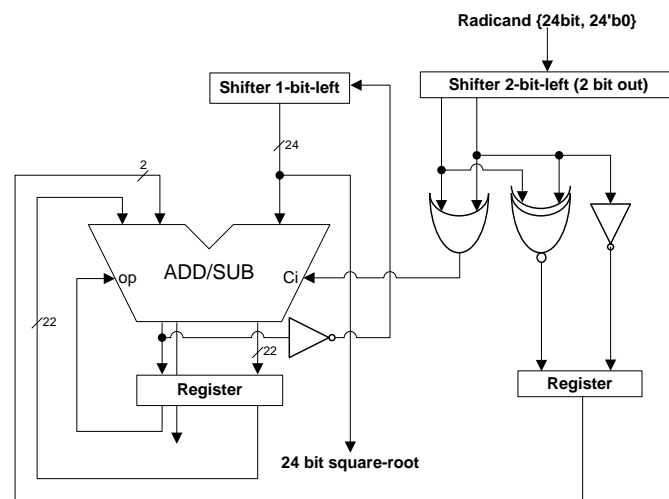 Radicand {24bit, 24'b0}
Shifter 1-bit-left
Shifter 2-bit-left (2 bit out)
24
2
op
ADD/SUB
Ci
22
22
Register
Register
24 bit square-root